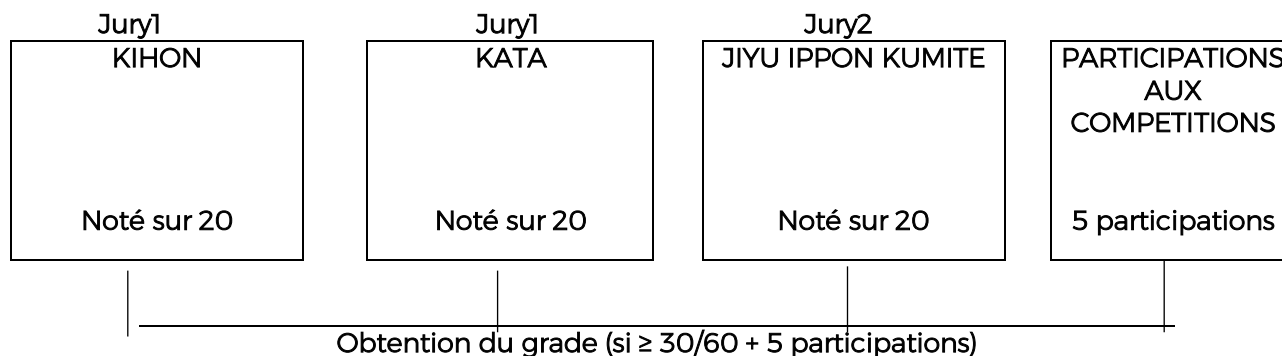 Jury1
KIHON
Noté sur 20
Jury1
KATA
Noté sur 20
Jury2
JIYU IPPON KUMITE
Noté sur 20
PARTICIPATIONS
AUX
COMPETITIONS
5 participations
Obtention du grade (si ≥ 30/60 + 5 participations)